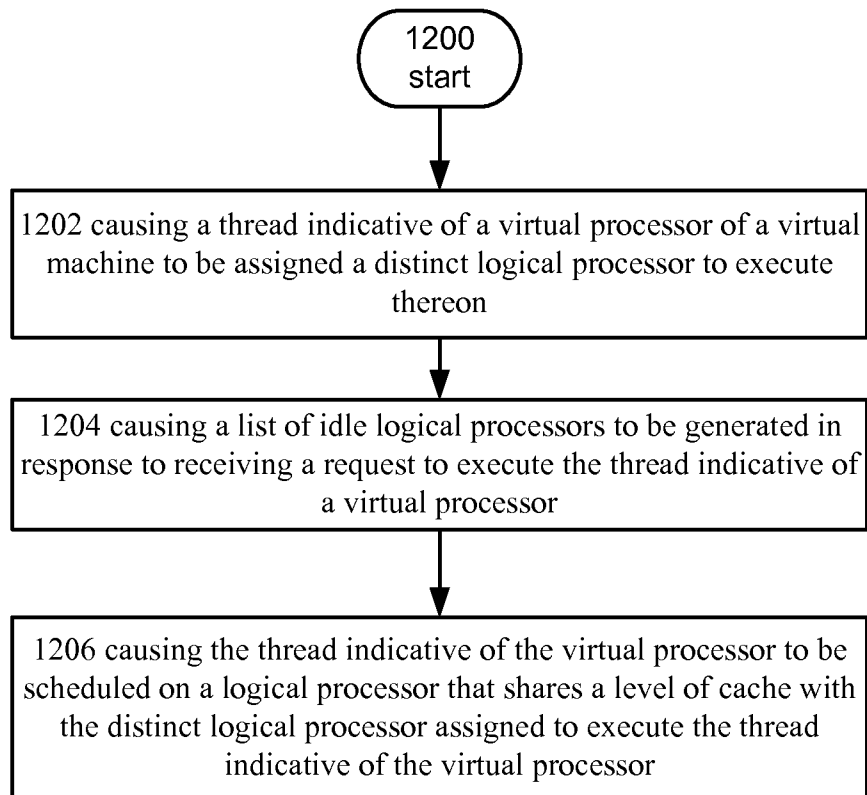 1200
start
1202 causing a thread indicative of a virtual processor of a virtual
machine to be assigned a distinct logical processor to execute
thereon
1204 causing a list of idle logical processors to be generated in
response to receiving a request to execute the thread indicative of
a virtual processor
1206 causing the thread indicative of the virtual processor to be
scheduled on a logical processor that shares a level of cache with
the distinct logical processor assigned to execute the thread
indicative of the virtual processor